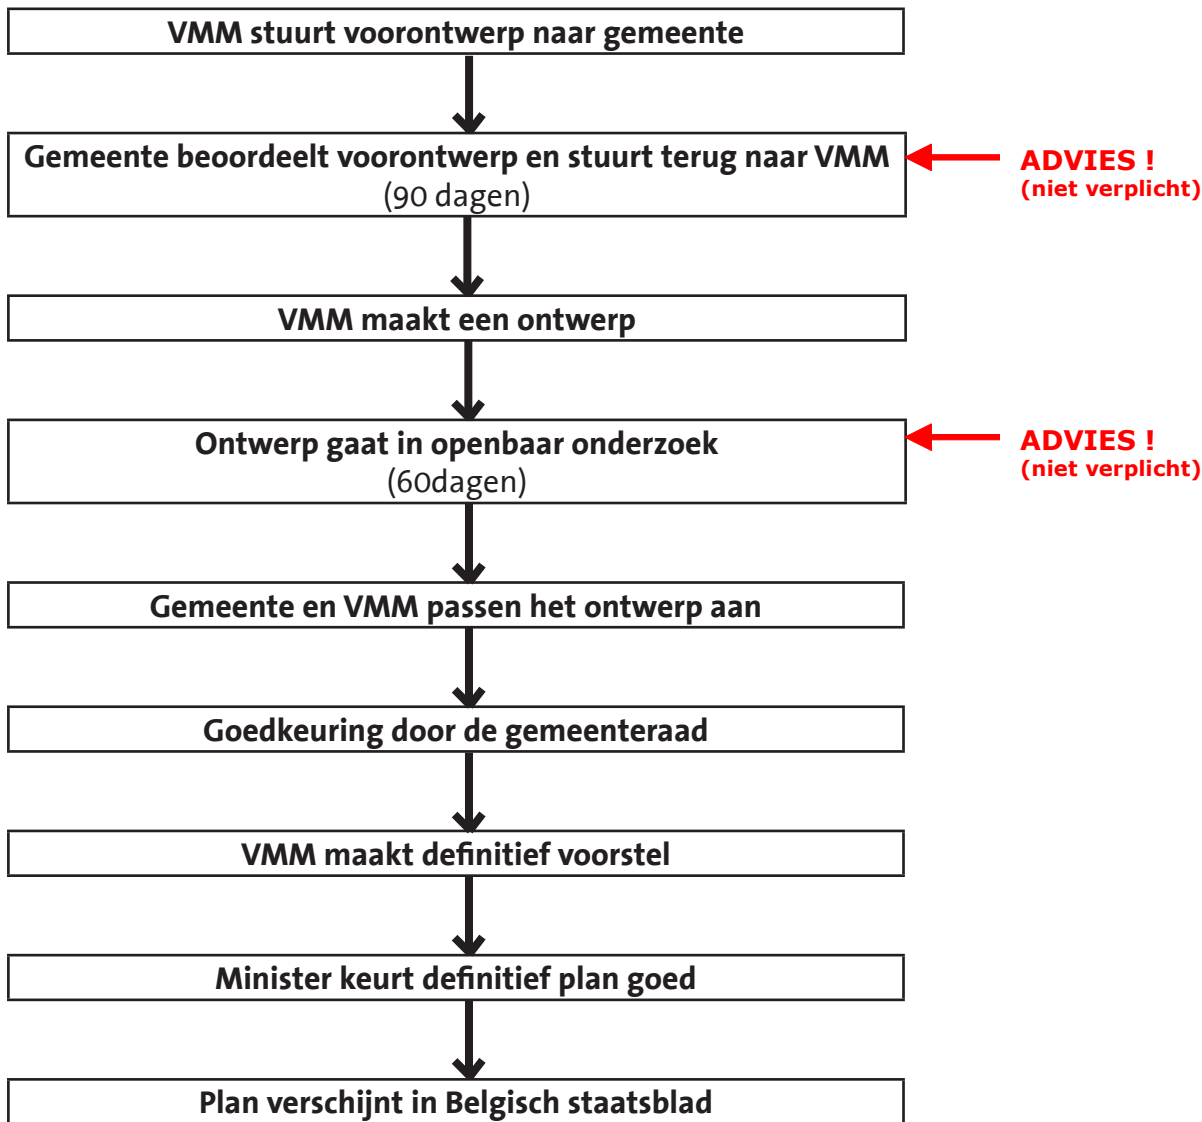 VMM stuurt voorontwerp naar gemeente
Gemeente beoordeelt voorontwerp en stuurt terug naar VMM
(90 dagen)
ADVIES !
(niet verplicht)
VMM maakt een ontwerp
Ontwerp gaat in openbaar onderzoek
(60dagen)
ADVIES !
(niet verplicht)
Gemeente en VMM passen het ontwerp aan
Goedkeuring door de gemeenteraad
VMM maakt definitief voorstel
Minister keurt definitief plan goed
Plan verschijnt in Belgisch staatsblad